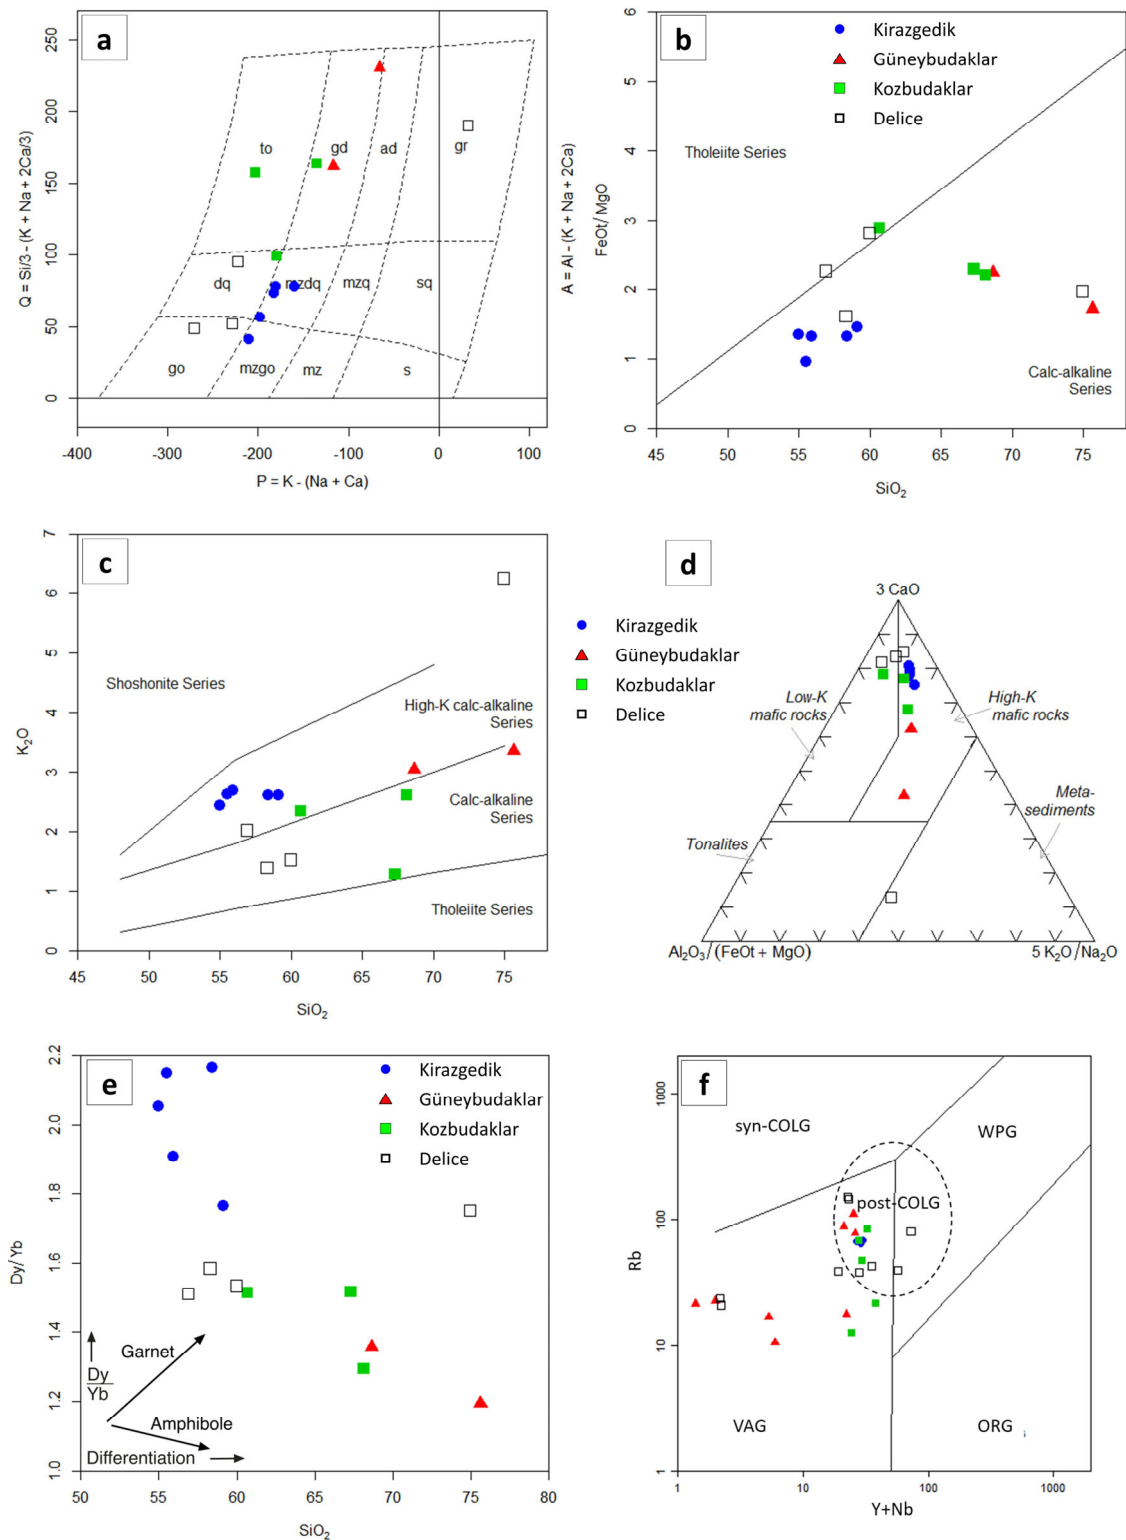 a
Q = Si/3 - (K + Na + 2Ca/3)
250
200
150
100
50
0
to
gd
ad
gr
dq
mzdq
mzq
sq
go
mzgo
mz
s
-400
-300
-200
-100
0
100
P = K - (Na + Ca)
A = Al - (K + Na + 2Ca)
b
FeOt/MgO
6
5
4
3
2
1
0
Kirazgedik
Güneybudaklar
Kozbudaklar
Delice
Tholeiite Series
Calc-alkaline
Series
45
50
55
60
65
70
75
SiO2
c
K2O
7
6
5
4
3
2
1
0
Shoshonite Series
High-K calc-alkaline
Series
Calc-alkaline
Series
Tholeiite Series
45
50
55
60
65
70
75
SiO2
d
3 CaO
Kirazgedik
Güneybudaklar
Kozbudaklar
Delice
Low-K
mafic rocks
High-K
mafic rocks
Meta-
sediments
Tonalites
Al2O3/(FeOt + MgO)
5 K2O/Na2O
e
Dy/Yb
2.2
2.0
1.8
1.6
1.4
1.2
1.0
Kirazgedik
Güneybudaklar
Kozbudaklar
Delice
Garnet
Dy
Yb
Amphibole
Differentiation
50
55
60
65
70
75
80
SiO2
f
Rb
1000
100
10
1
syn-COLG
WPG
post-COLG
VAG
ORG
1
10
100
1000
Y+Nb